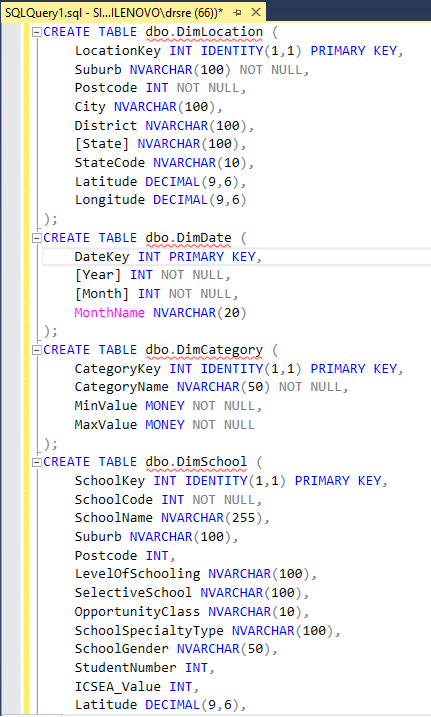 SQLQuery1.sql - SI...ILENOVO\drsre (66))*
CREATE TABLE dbo.DimLocation (
LocationKey INT IDENTITY(1,1) PRIMARY KEY,
Suburb NVARCHAR(100) NOT NULL,
Postcode INT NOT NULL,
City NVARCHAR(100),
District NVARCHAR(100),
[State] NVARCHAR(100),
StateCode NVARCHAR(10),
Latitude DECIMAL(9,6),
Longitude DECIMAL(9,6)
);
CREATE TABLE dbo.DimDate (
DateKey INT PRIMARY KEY,
[Year] INT NOT NULL,
[Month] INT NOT NULL,
MonthName NVARCHAR(20)
);
CREATE TABLE dbo.DimCategory (
CategoryKey INT IDENTITY(1,1) PRIMARY KEY,
CategoryName NVARCHAR(50) NOT NULL,
MinValue MONEY NOT NULL,
MaxValue MONEY NOT NULL
);
CREATE TABLE dbo.DimSchool (
SchoolKey INT IDENTITY(1,1) PRIMARY KEY,
SchoolCode INT NOT NULL,
SchoolName NVARCHAR(255),
Suburb NVARCHAR(100),
Postcode INT,
LevelOfSchooling NVARCHAR(100),
SelectiveSchool NVARCHAR(100),
OpportunityClass NVARCHAR(10),
SchoolSpecialtyType NVARCHAR(100),
SchoolGender NVARCHAR(50),
StudentNumber INT,
ICSEA_Value INT,
Latitude DECIMAL(9,6),